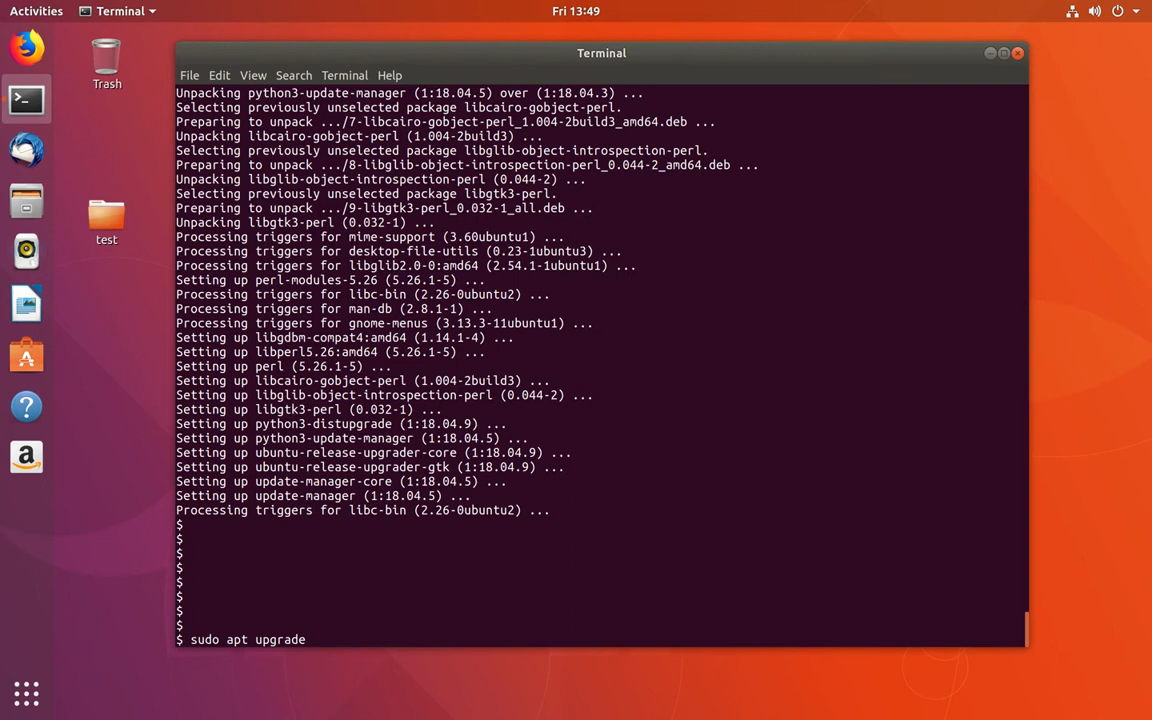 Activities Terminal Fri 13:49
Trash
test
Terminal
File Edit View Search Terminal Help
Unpacking python3-update-manager (1:18.04.5) over (1:18.04.3) ...
Selecting previously unselected package libcairo-gobject-perl.
Preparing to unpack .../7-libcairo-gobject-perl_1.004-2build3_amd64.deb ...
Unpacking libcairo-gobject-perl (1.004-2build3) ...
Selecting previously unselected package libglib-object-introspection-perl.
Preparing to unpack .../8-libglib-object-introspection-perl_0.044-2_amd64.deb ...
Unpacking libglib-object-introspection-perl (0.044-2) ...
Selecting previously unselected package libgtk3-perl.
Preparing to unpack .../9-libgtk3-perl_0.032-1_all.deb ...
Unpacking libgtk3-perl (0.032-1) ...
Processing triggers for mime-support (3.60ubuntu1) ...
Processing triggers for desktop-file-utils (0.23-1ubuntu3) ...
Processing triggers for libglib2.0-0:amd64 (2.54.1-1ubuntu1) ...
Setting up perl-modules-5.26 (5.26.1-5) ...
Processing triggers for libc-bin (2.26-0ubuntu2) ...
Processing triggers for man-db (2.8.1-1) ...
Processing triggers for gnome-menus (3.13.3-11ubuntu1) ...
Setting up libgdbm-compat4:amd64 (1.14.1-4) ...
Setting up libperl5.26:amd64 (5.26.1-5) ...
Setting up perl (5.26.1-5) ...
Setting up libcairo-gobject-perl (1.004-2build3) ...
Setting up libglib-object-introspection-perl (0.044-2) ...
Setting up libgtk3-perl (0.032-1) ...
Setting up python3-distupgrade (1:18.04.9) ...
Setting up python3-update-manager (1:18.04.5) ...
Setting up ubuntu-release-upgrader-core (1:18.04.9) ...
Setting up ubuntu-release-upgrader-gtk (1:18.04.9) ...
Setting up update-manager-core (1:18.04.5) ...
Setting up update-manager (1:18.04.5) ...
Processing triggers for libc-bin (2.26-0ubuntu2) ...
$
$
$
$
$
$
$
$
$ sudo apt upgrade